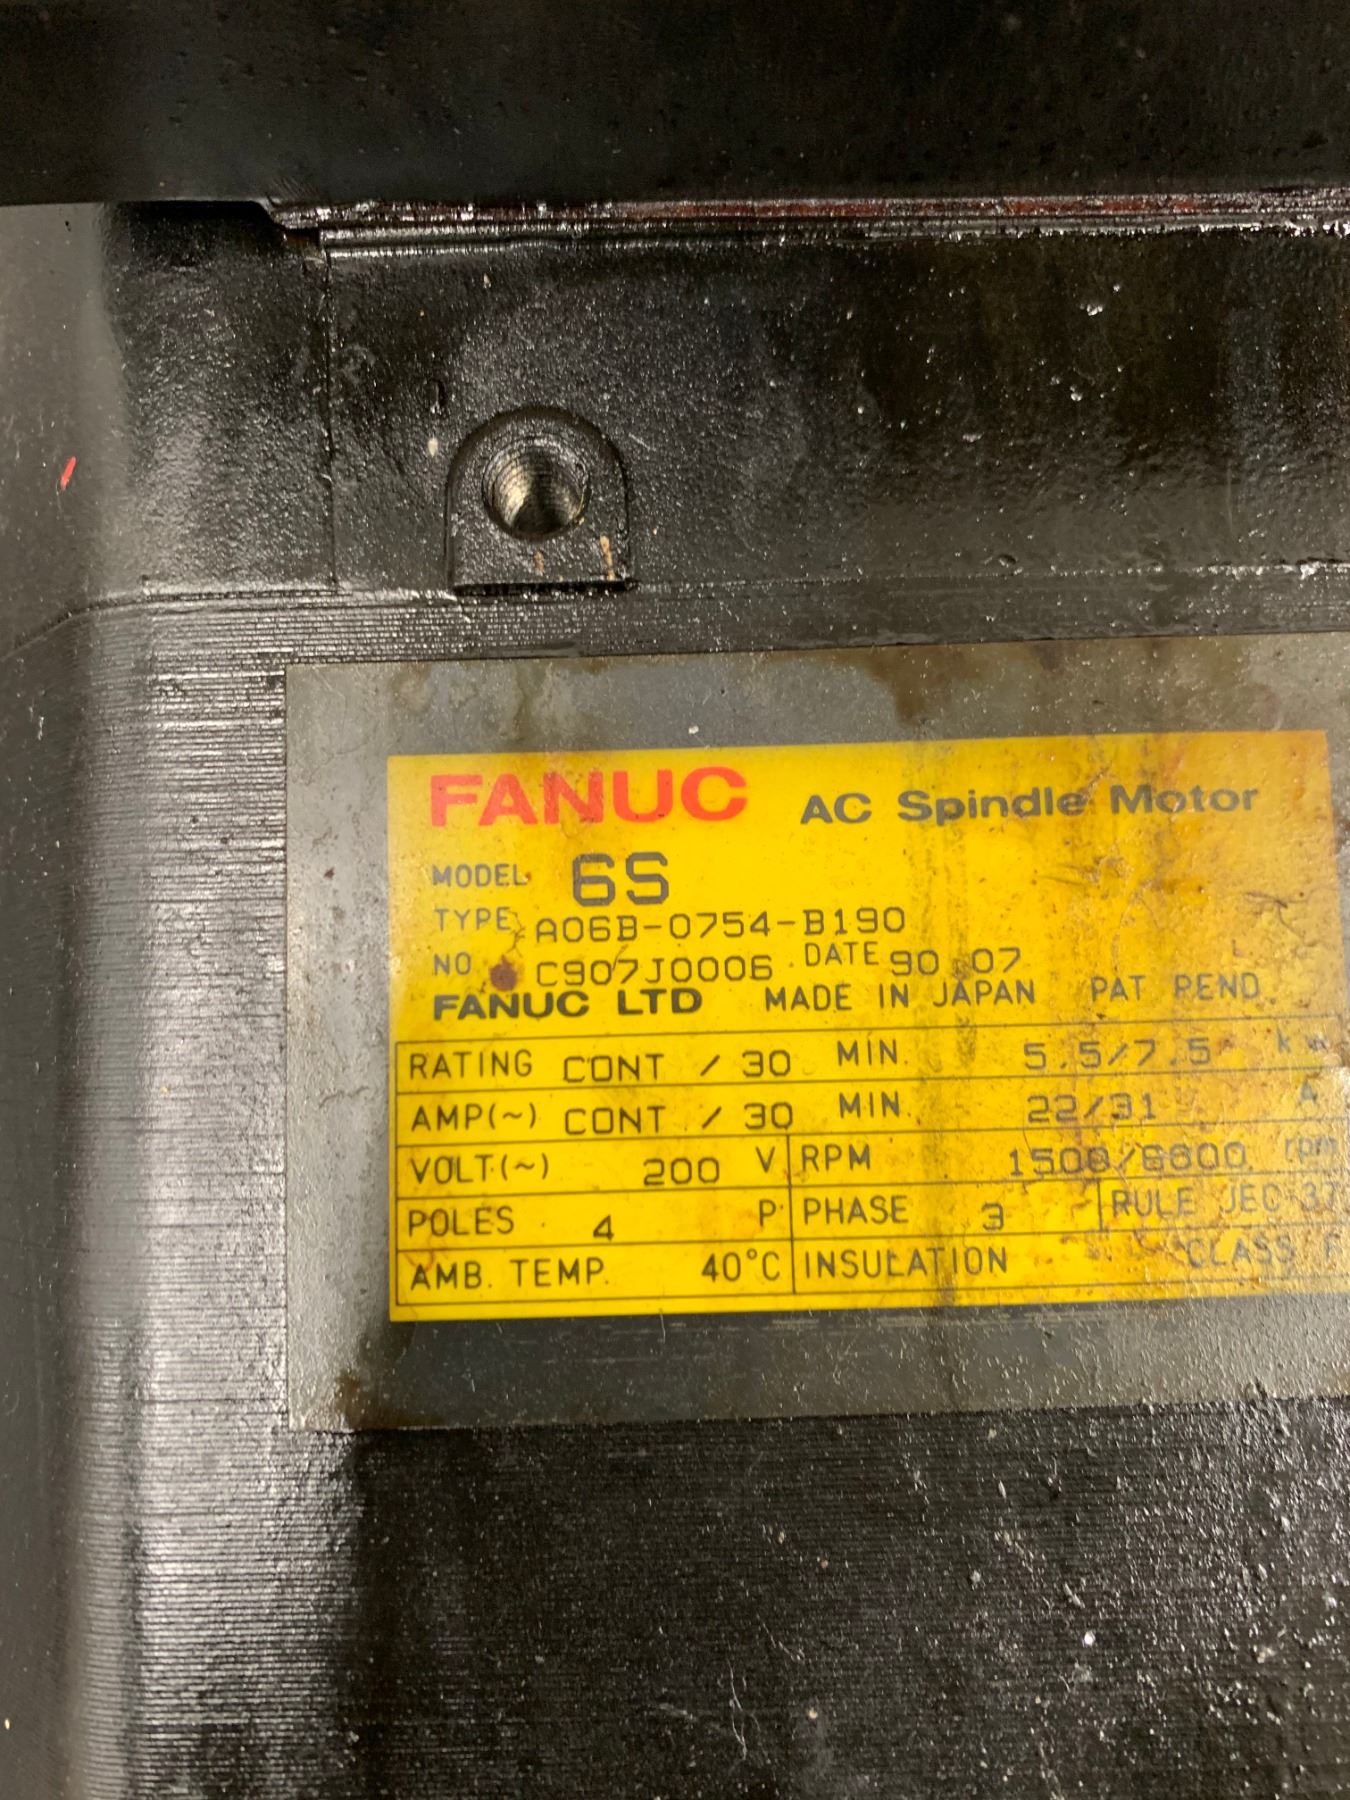 FANUC AC Spindle Motor
MODEL 6S
TYPE A06B-0754-B190
NO C907J0006 DATE 90 07
FANUC LTD MADE IN JAPAN PAT PEND.
RATING CONT / 30 MIN. 5.5/7.5 kW
AMP(~) CONT / 30 MIN. 22/31 A
VOLT(~) 200 V RPM rpm
POLES 4 P PHASE 3 RULE JEC-37
AMB. TEMP. 40°C INSULATION CLASS F